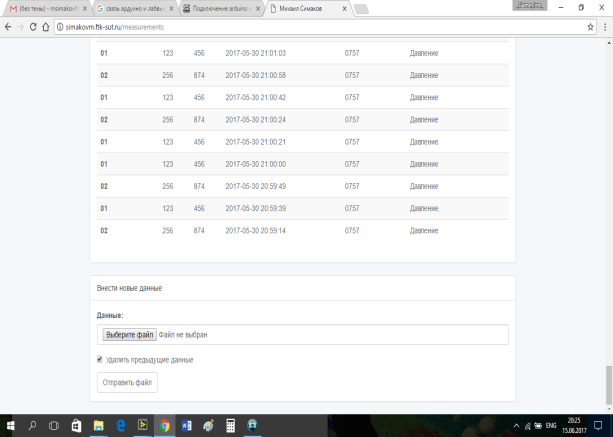 (без темы) - msimakovm X
связь ардуино и лабвь X
Подключение arduino к X
Михаил Симаков X
simakovm.ftk-sut.ru/measurements
01 123 456 2017-05-30 21:01:03 0757 Давление
02 256 874 2017-05-30 21:00:58 0757 Давление
01 123 456 2017-05-30 21:00:42 0757 Давление
02 256 874 2017-05-30 21:00:24 0757 Давление
01 123 456 2017-05-30 21:00:21 0757 Давление
01 123 456 2017-05-30 21:00:00 0757 Давление
02 256 874 2017-05-30 20:59:49 0757 Давление
01 123 456 2017-05-30 20:59:39 0757 Давление
02 256 874 2017-05-30 20:59:14 0757 Давление
Внести новые данные
Данные:
Выберите файл Файл не выбран
Удалить предыдущие данные
Отправить файл
ENG 20:25
15.06.2017